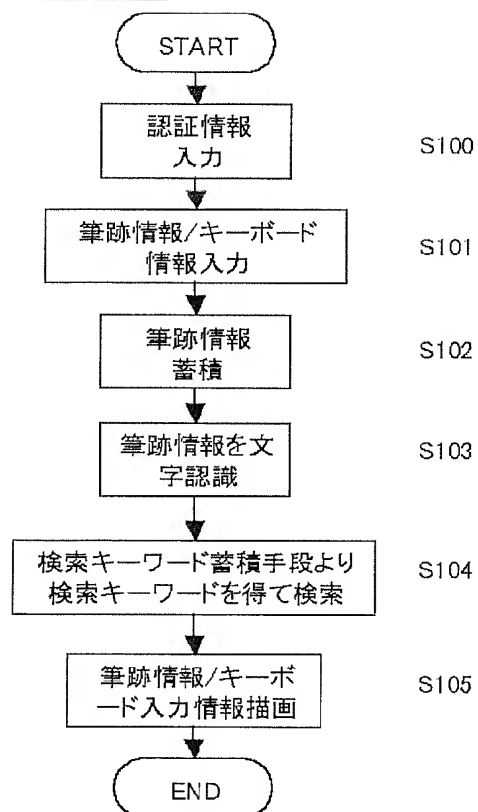 START
認証情報
入力
S100
筆跡情報/キーボード
情報入力
S101
筆跡情報
蓄積
S102
筆跡情報を文
字認識
S103
検索キーワード蓄積手段より
検索キーワードを得て検索
S104
筆跡情報/キーボ
ード入力情報描画
S105
END